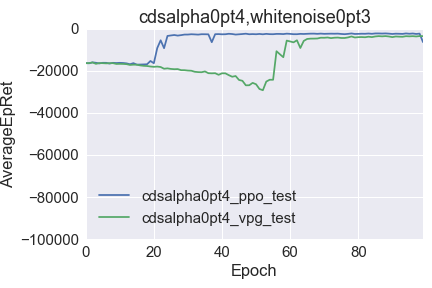 cdsalpha0pt4,whitenoise0pt3
AverageEpRet
0
−20000
−40000
−60000
−80000
−100000
cdsalpha0pt4_ppo_test
cdsalpha0pt4_vpg_test
0 20 40 60 80
Epoch